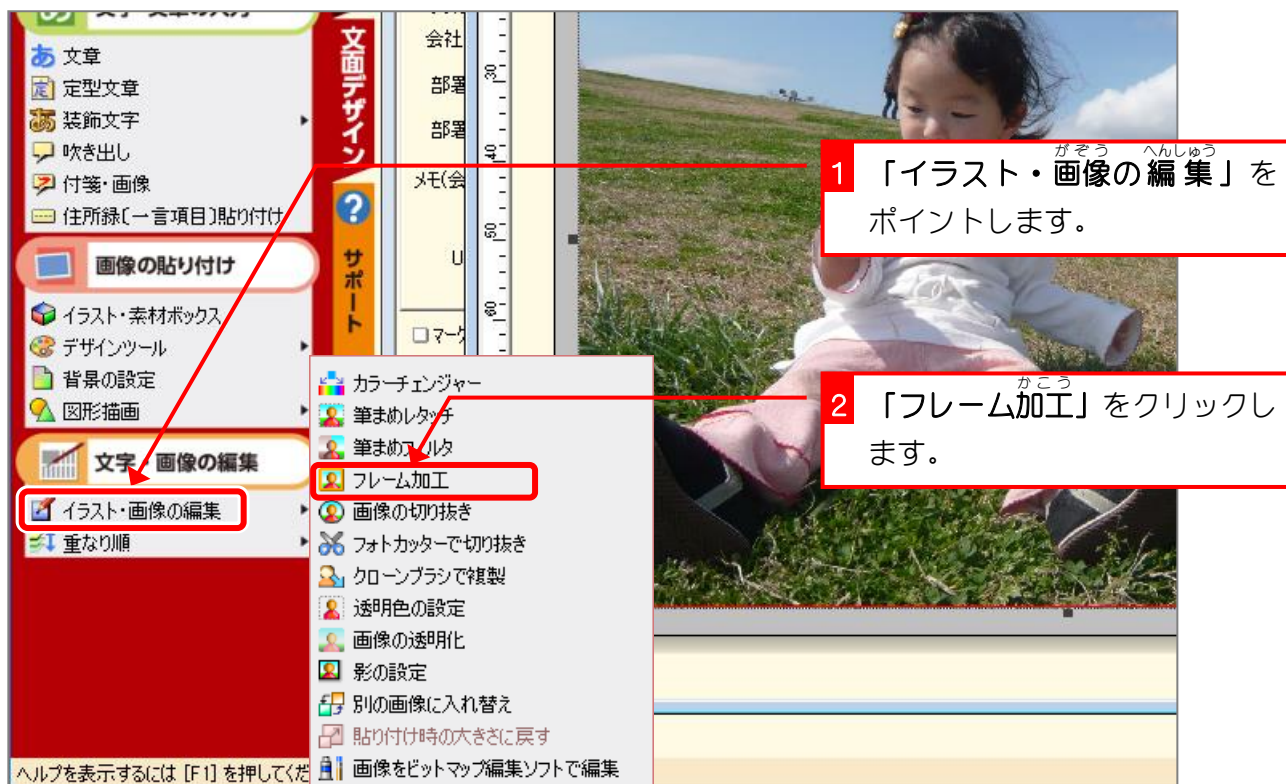 文字・文章の入力
文章
定型文章
装飾文字
吹き出し
付箋・画像
住所録[一言項目]貼り付け
画像の貼り付け
イラスト・素材ボックス
デザインツール
背景の設定
図形描画
文字・画像の編集
イラスト・画像の編集
重なり順
ヘルプを表示するには [F1] を押してくだ
文面デザイン
サポート
会社
部署
部署
メモ(会
U
マーク
30
40
50
60
カラーチェンジャー
筆まめレタッチ
筆まめフィルタ
フレーム加工
画像の切り抜き
フォトカッターで切り抜き
クローンブラシで複製
透明色の設定
画像の透明化
影の設定
別の画像に入れ替え
貼り付け時の大きさに戻す
画像をビットマップ編集ソフトで編集
がぞう へんしゅう
1 「イラスト・画像の編集」を
ポイントします。
かこう
2 「フレーム加工」をクリックし
ます。